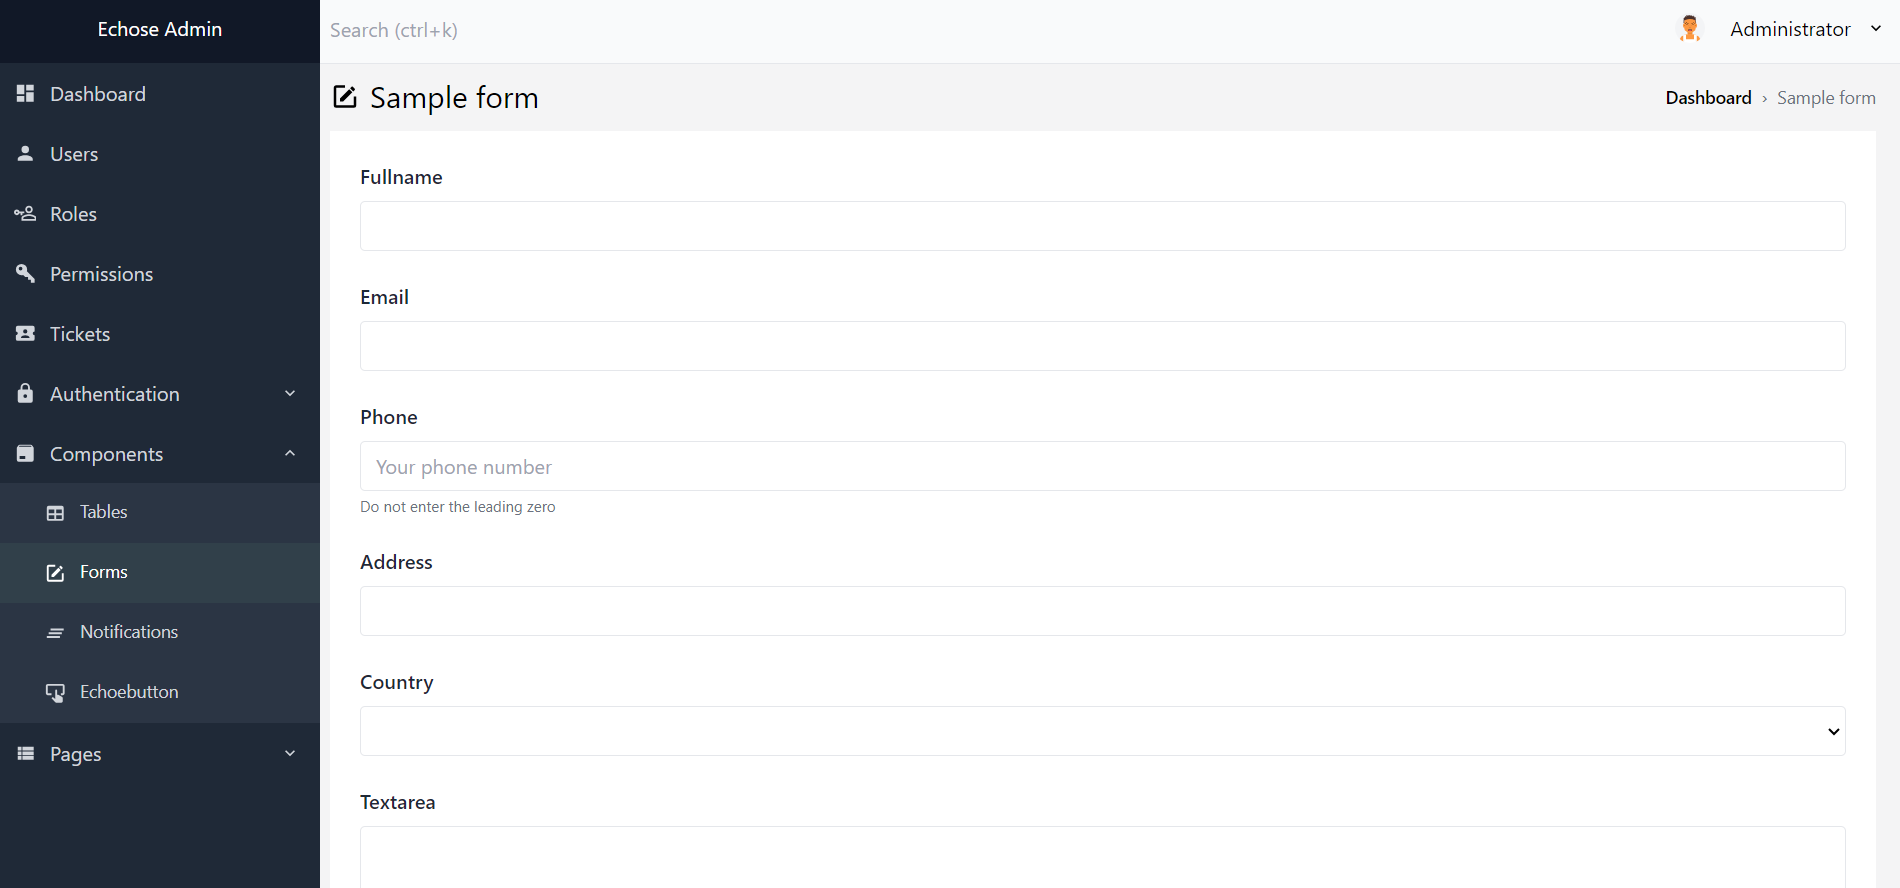 Echose Admin
Search (ctrl+k)
Administrator
Dashboard
Users
Roles
Permissions
Tickets
Authentication
Components
Tables
Forms
Notifications
Echoebutton
Pages
Sample form
Dashboard › Sample form
Fullname
Email
Phone
Your phone number
Do not enter the leading zero
Address
Country
Textarea